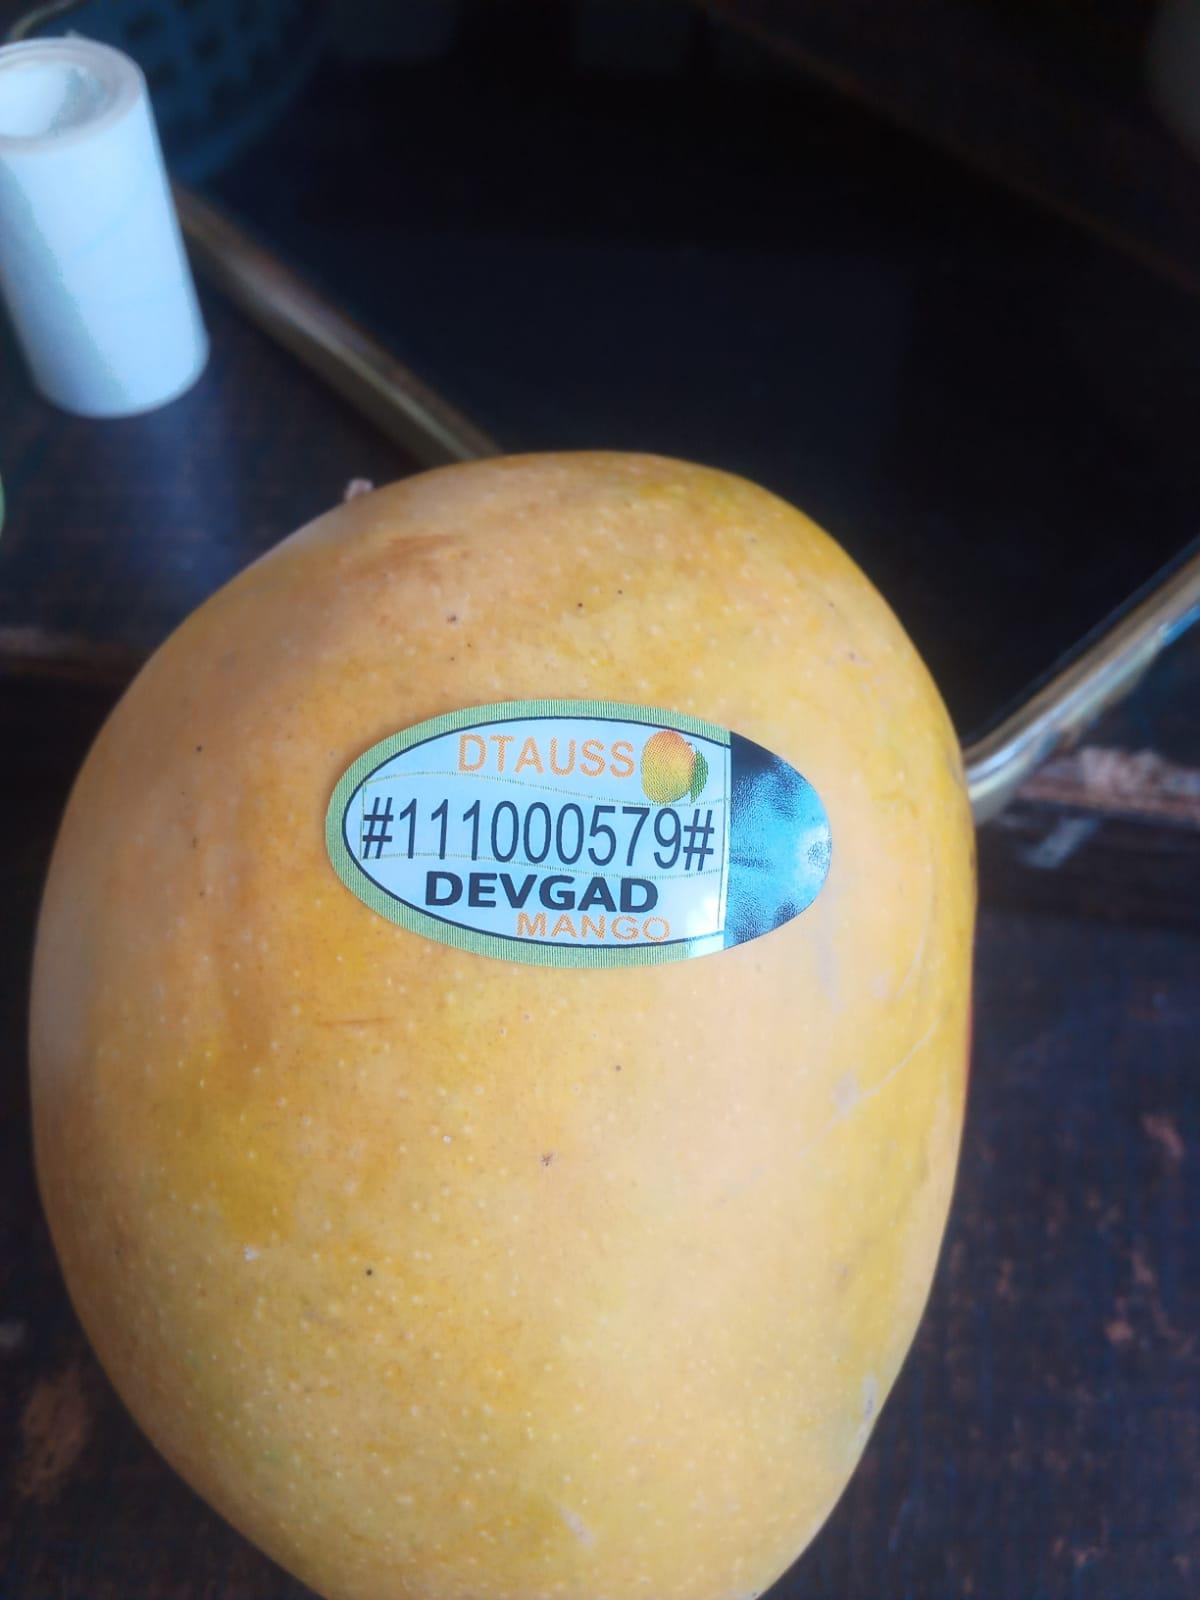 DTAUSS
#111000579#
DEVGAD
MANGO